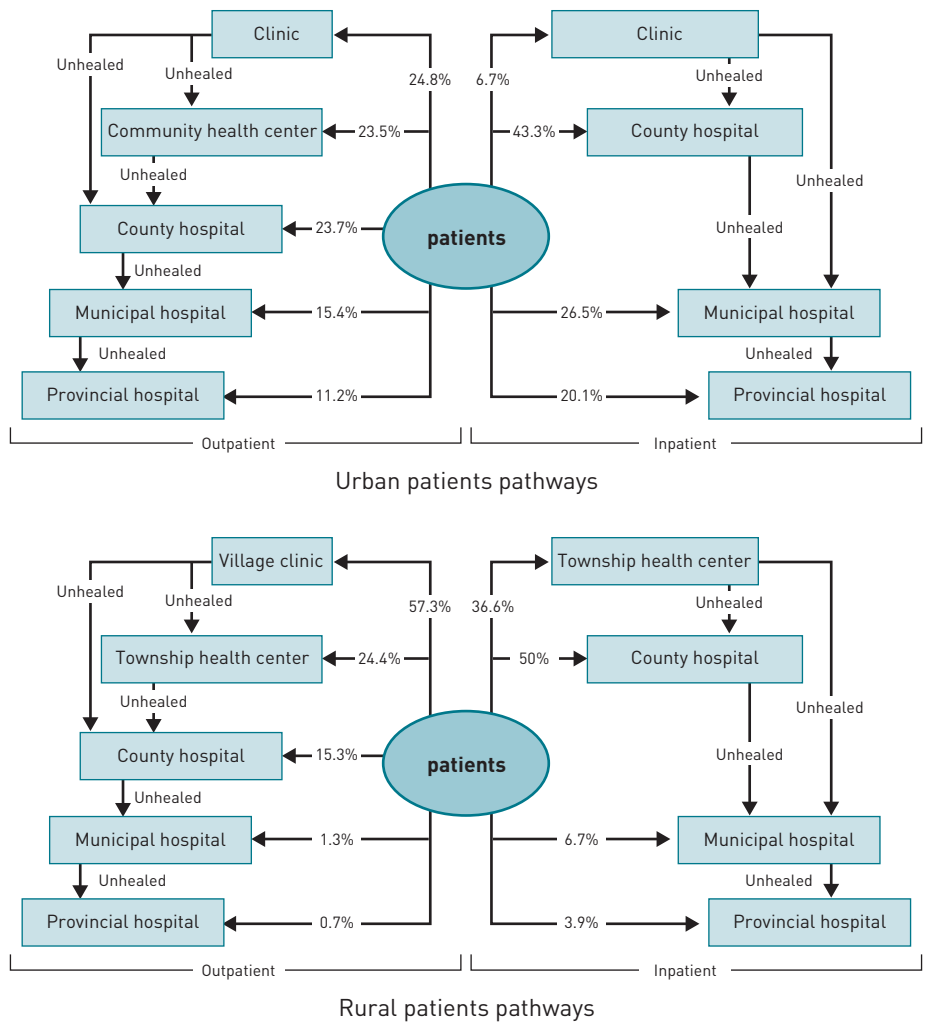 Clinic
Clinic
Unhealed
Unhealed
24.8%
6.7%
Unhealed
Community health center
23.5%
43.3%
County hospital
Unhealed
Unhealed
County hospital
23.7%
patients
Unhealed
Unhealed
Municipal hospital
15.4%
26.5%
Municipal hospital
Unhealed
Unhealed
Provincial hospital
11.2%
20.1%
Provincial hospital
Outpatient
Inpatient
Urban patients pathways
Village clinic
Township health center
Unhealed
Unhealed
57.3%
36.6%
Unhealed
Township health center
24.4%
50%
County hospital
Unhealed
Unhealed
County hospital
15.3%
patients
Unhealed
Unhealed
Municipal hospital
1.3%
6.7%
Municipal hospital
Unhealed
Unhealed
Provincial hospital
0.7%
3.9%
Provincial hospital
Outpatient
Inpatient
Rural patients pathways